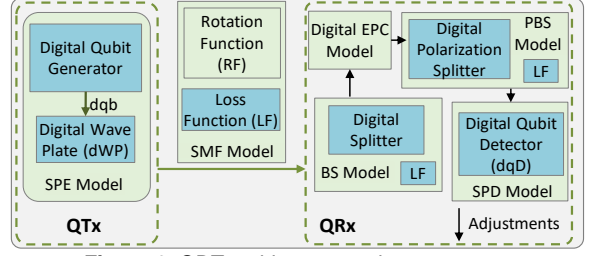 Digital Qubit
Generator
dqb
Digital Wave
Plate (dWP)
SPE Model
QTx
Rotation
Function
(RF)
Loss
Function (LF)
SMF Model
Digital EPC
Model
Digital
Polarization
Splitter
PBS
Model
LF
Digital
Splitter
BS Model
LF
Digital Qubit
Detector
(dqD)
SPD Model
QRx
Adjustments